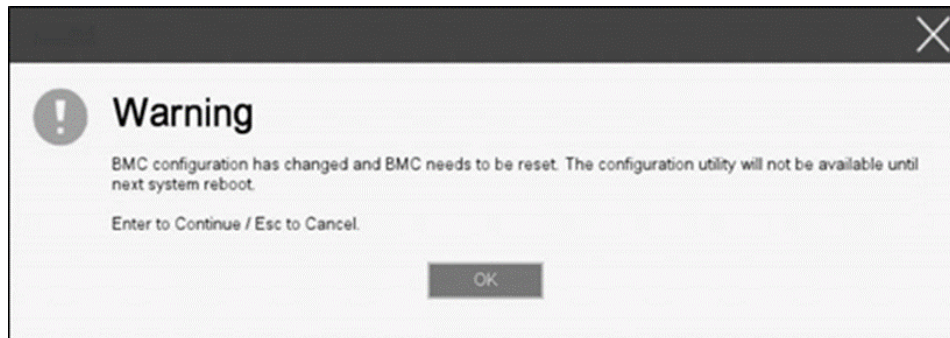 Warning
BMC configuration has changed and BMC needs to be reset. The configuration utility will not be available until
next system reboot.
Enter to Continue / Esc to Cancel.
OK